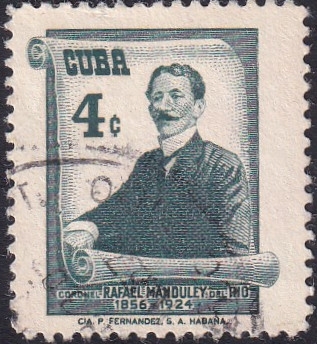 CUBA
4¢
CORONEL RAFAEL MANDULEY DEL RIO
1856-1924
CIA. P. FERNANDEZ, S. A. HABANA.